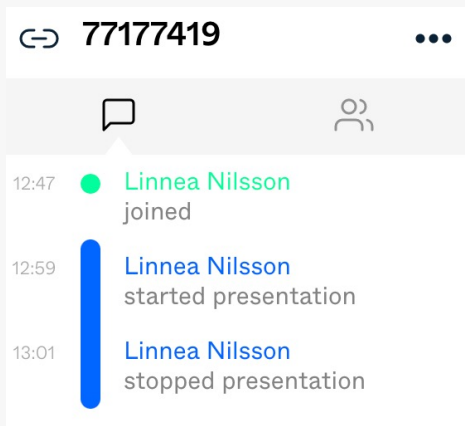 77177419
12:47
Linnea Nilsson
joined
12:59
Linnea Nilsson
started presentation
13:01
Linnea Nilsson
stopped presentation